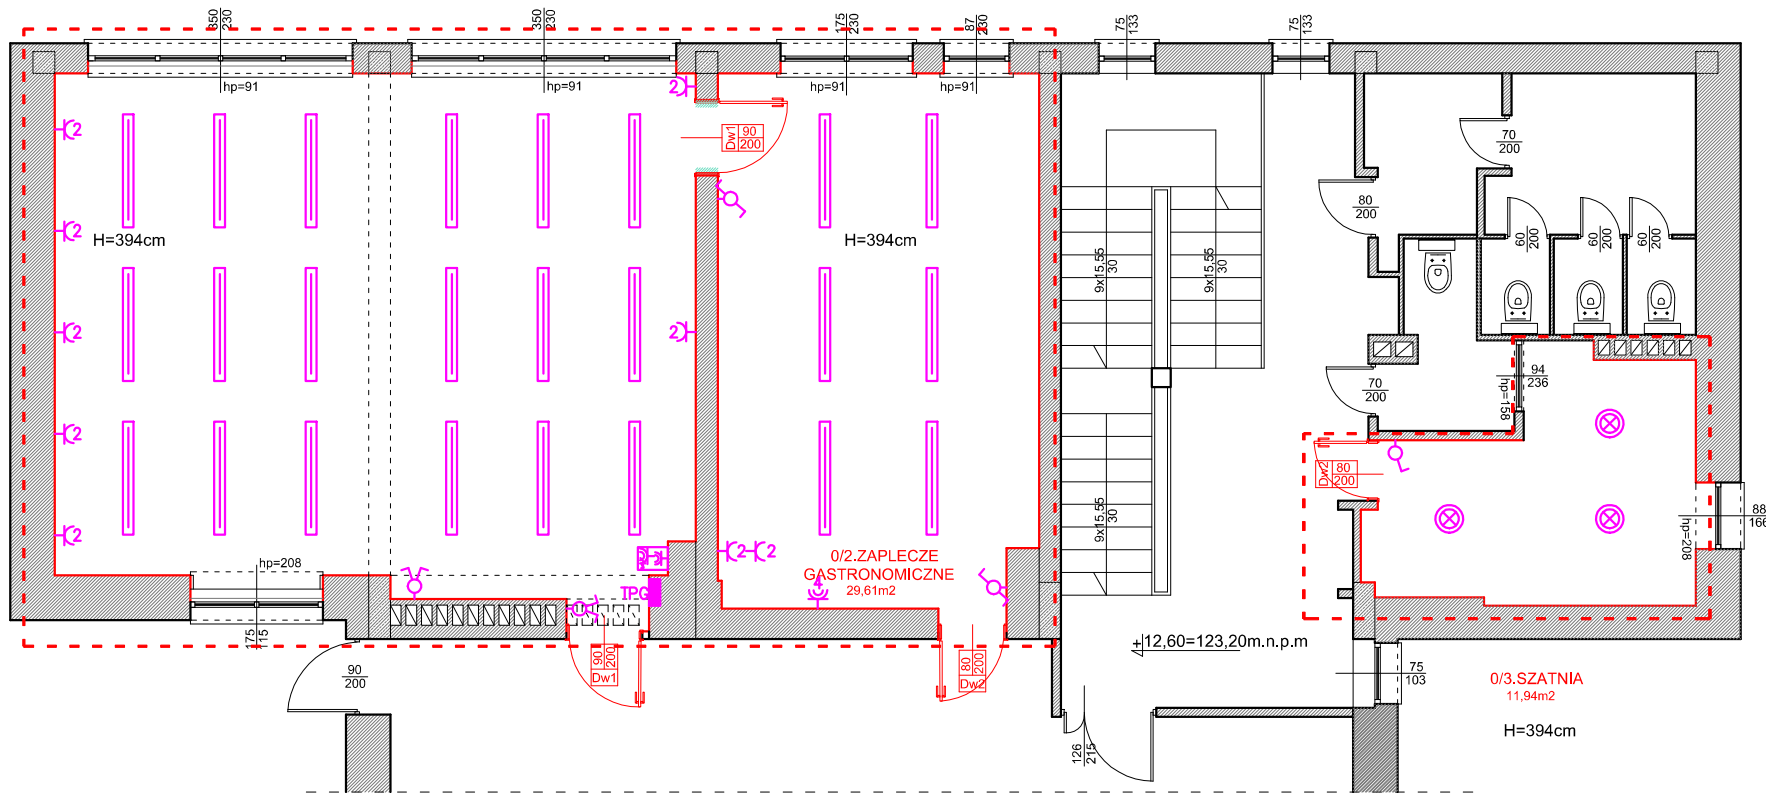 350
230
350
230
175
230
87
230
75
133
75
133
hp=91
hp=91
hp=91
hp=91
2
2
Dw1
90
200
70
200
80
200
2
H=394cm
H=394cm
60
200
60
200
60
200
9x15,55
30
9x15,55
30
2
2
94
236
hp=158
70
200
2
Dw2
80
200
88
166
hp=208
9x15,55
30
2
2
2
0/2.ZAPLECZE
GASTRONOMICZNE
29,61m2
hp=208
TPG
4
175
115
+12,60=123,20m.n.p.m
90
200
90
200
Dw1
80
200
Dw2
75
103
0/3.SZATNIA
11,94m2
H=394cm
126
215